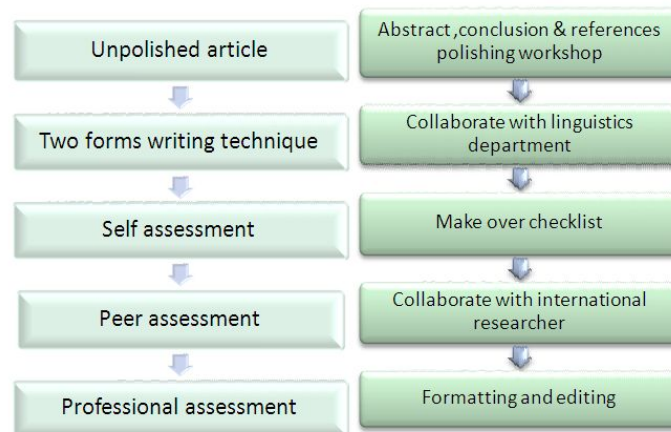 Unpolished article
Two forms writing technique
Self assessment
Peer assessment
Professional assessment
Abstract ,conclusion & references
polishing workshop
Collaborate with linguistics
department
Make over checklist
Collaborate with international
researcher
Formatting and editing